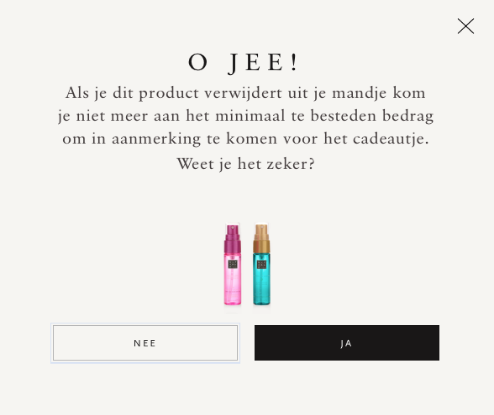 O JEE!
Als je dit product verwijdert uit je mandje kom
je niet meer aan het minimaal te besteden bedrag
om in aanmerking te komen voor het cadeautje.
Weet je het zeker?
NEE
JA